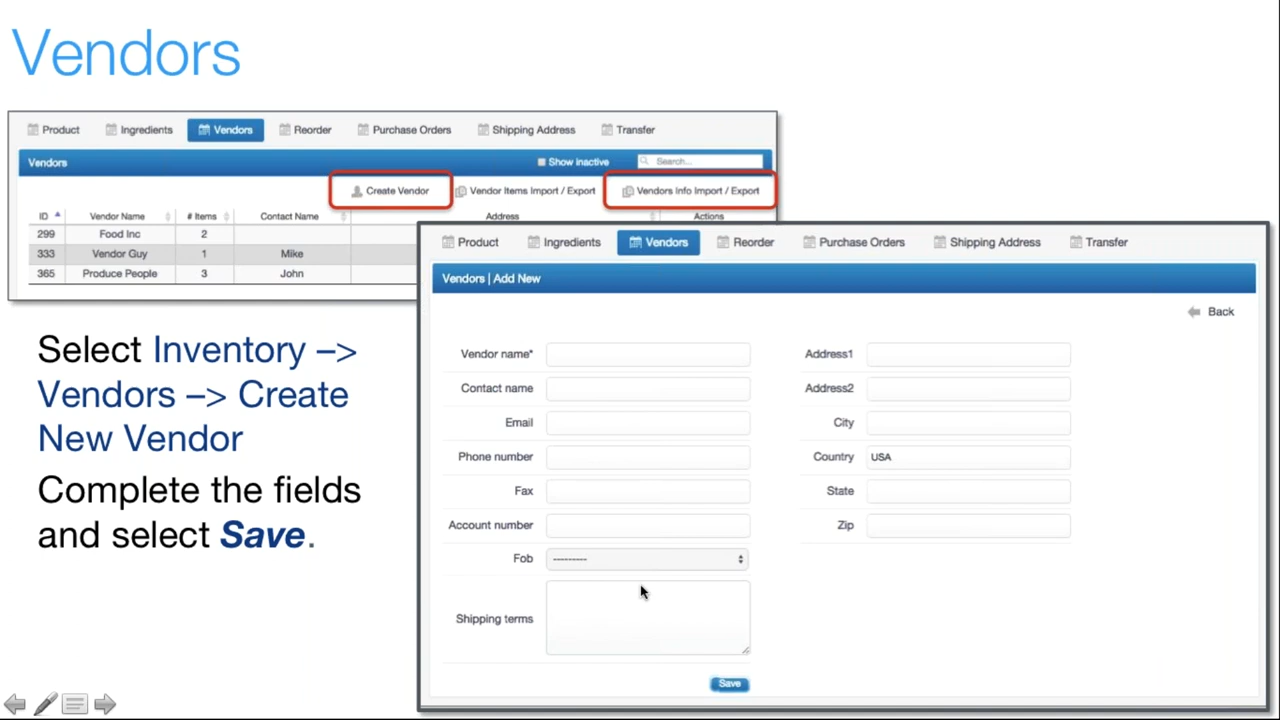 Vendors
Product Ingredients Vendors Reorder Purchase Orders Shipping Address Transfer
Vendors Show inactive Search...
Create Vendor Vendor Items Import / Export Vendors Info Import / Export
ID Vendor Name # Items Contact Name Address Actions
299 Food Inc 2
333 Vendor Guy 1 Mike
365 Produce People 3 John
Select Inventory –>
Vendors –> Create
New Vendor
Complete the fields
and select Save.
Product Ingredients Vendors Reorder Purchase Orders Shipping Address Transfer
Vendors | Add New
Back
Vendor name* Address1
Contact name Address2
Email City
Phone number Country USA
Fax State
Account number Zip
Fob ---------
Shipping terms
Save